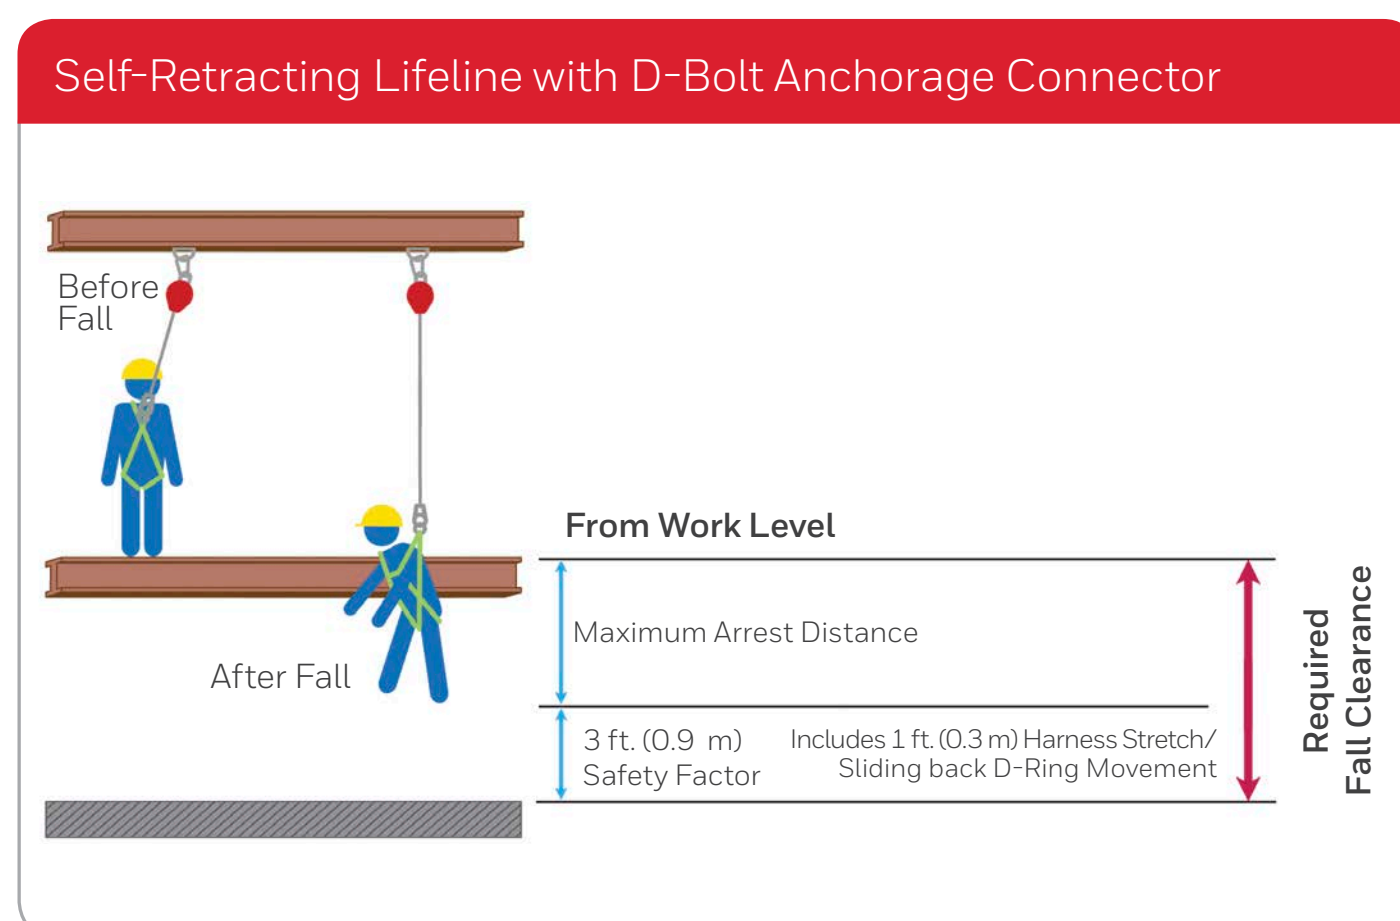 Self-Retracting Lifeline with D-Bolt Anchorage Connector
Before
Fall
From Work Level
Maximum Arrest Distance
After Fall
3 ft. (0.9 m)
Safety Factor
Includes 1 ft. (0.3 m) Harness Stretch/
Sliding back D-Ring Movement
Required
Fall Clearance